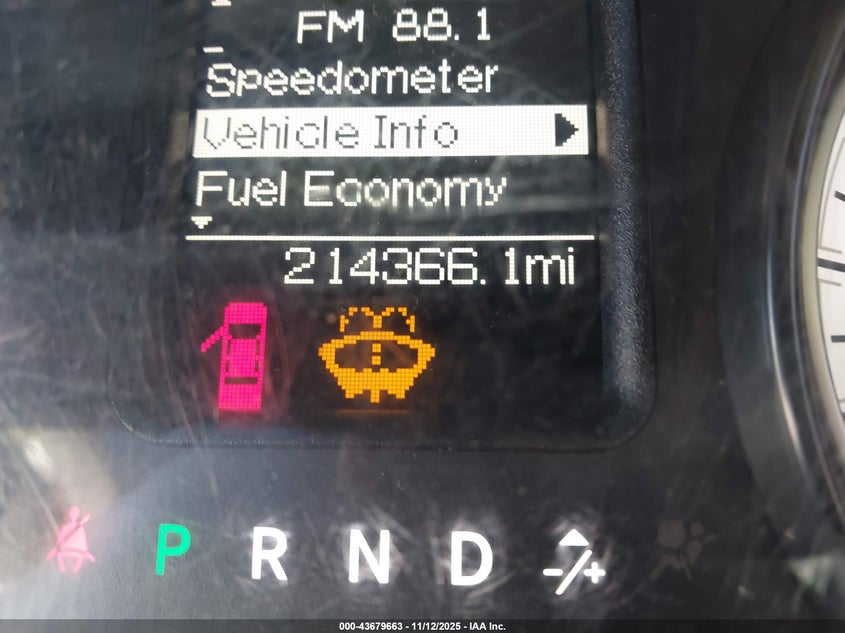 FM 88.1
Speedometer
Vehicle Info
Fuel Economy
214366.1mi
P R N D -/+
000-43679663 - 11/12/2025 - IAA Inc.